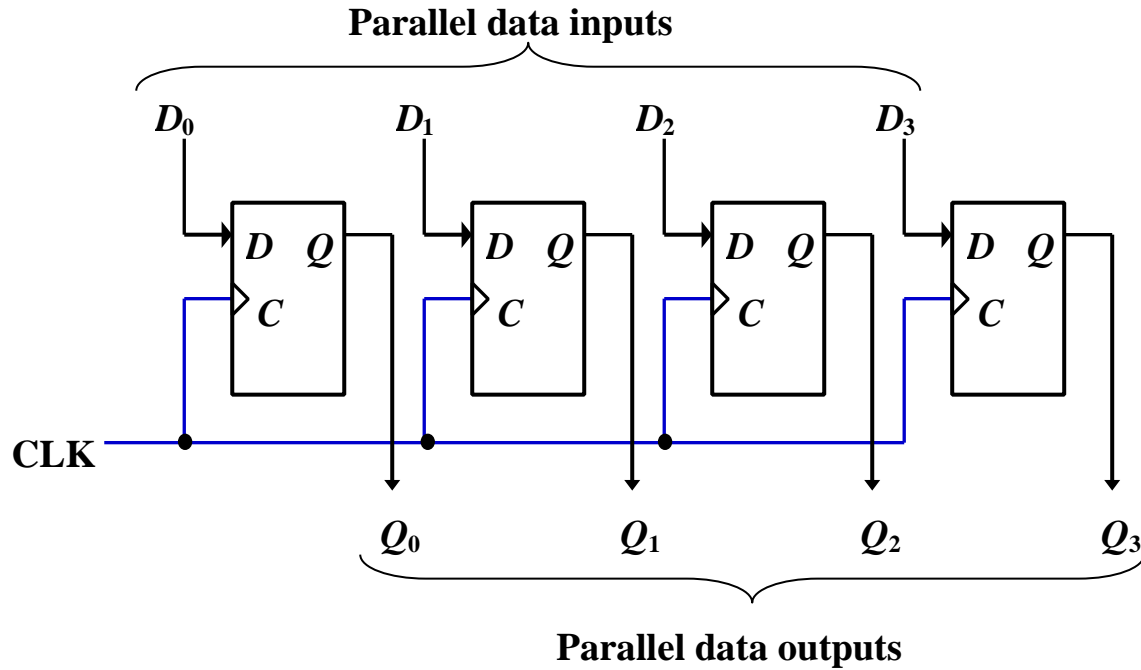 Parallel data inputs
D₀ D₁ D₂ D₃
D Q D Q D Q D Q
C C C C
CLK
Q₀ Q₁ Q₂ Q₃
Parallel data outputs